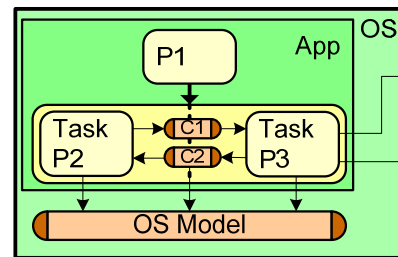 OS
App
P1
Task
P2
C1
C2
Task
P3
OS Model